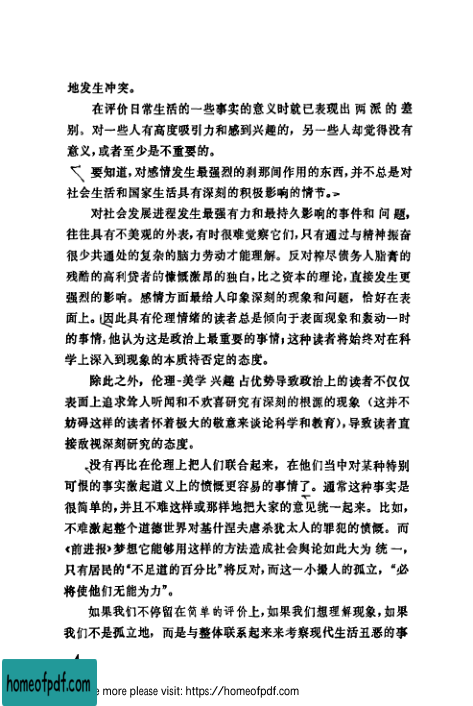 地发生冲突。
在评价日常生活的一些事实的意义时就已表现出两派的差
别。对一些人有高度吸引力和感到兴趣的，另一些人却觉得没有
意义，或者至少是不重要的。
要知道，对感情发生最强烈的刹那间作用的东西，并不总是对
社会生活和国家生活具有深刻的积极影响的情节。
对社会发展进程发生最强有力和最持久影响的事件和问题，
往往具有不美观的外表，有时很难觉察它们，只有通过与精神振奋
很少共通处的复杂的脑力劳动才能理解。反对榨尽债务人脂膏的
残酷的高利贷者的慷慨激昂的独白，比之资本的理论，直接发生更
强烈的影响。感情方面最给人印象深刻的现象和问题，恰好在表
面上。因此具有伦理情绪的读者总是倾向于表面现象和轰动一时
的事情，他认为这是政治上最重要的事情；这种读者将始终对在科
学上深入到现象的本质持否定的态度。
除此之外，伦理-美学兴趣占优势导致政治上的读者不仅仅
表面上追求耸人听闻和不喜研究有深刻的根源的现象（这并不
妨碍这样的读者怀着极大的敬意来谈论科学和教育），导致读者直
接敌视深刻研究的态度。
没有再比在伦理上把人们联合起来，在他们当中对某种特别
可恨的事实激起道义上的愤慨更容易的事情了。通常这种事实是
很简单的，并且不难这样或那样地把大家的意见统一起来。比如，
不难激起整个道德世界对基什涅夫虐杀犹太人的罪犯的愤慨。而
《前进报》梦想它能够用这样的方法造成社会舆论如此大为统一，
只有居民的“不足道的百分比”将反对，而这一小撮人的孤立，“必
将使他们无能为力”。
如果我们不停留在简单的评价上，如果我们想理解现象，如果
我们不是孤立地，而是与整体联系起来来考察现代生活丑恶的事
homeofpdf.com
e more please visit: https://homeofpdf.com